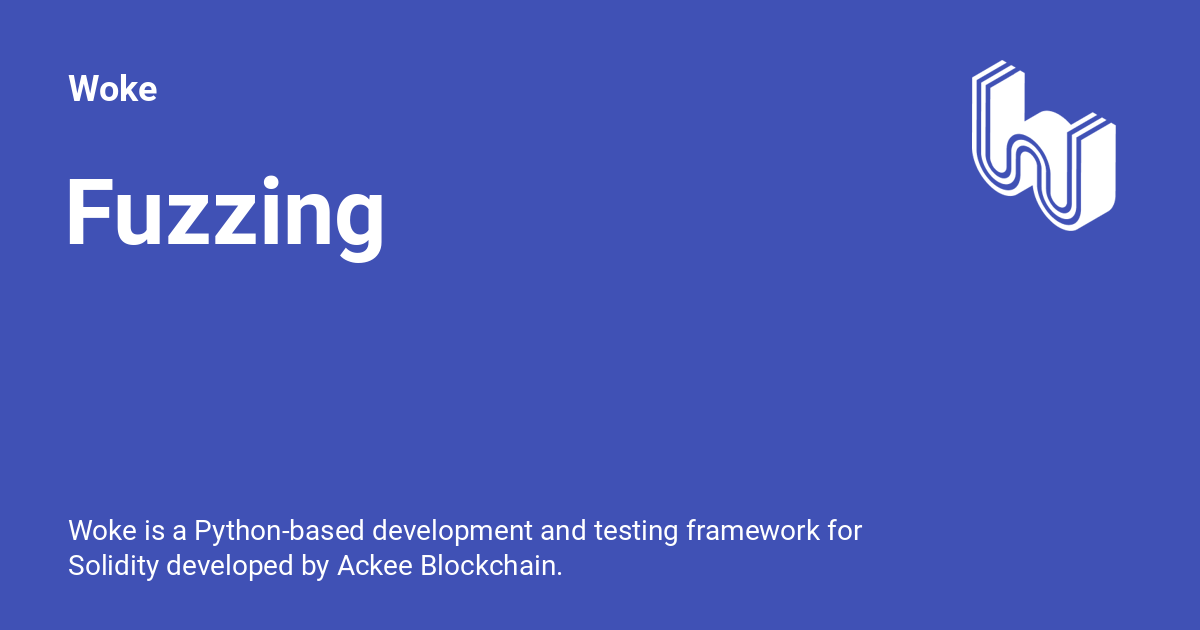 Woke
Fuzzing
Woke is a Python-based development and testing framework for
Solidity developed by Ackee Blockchain.